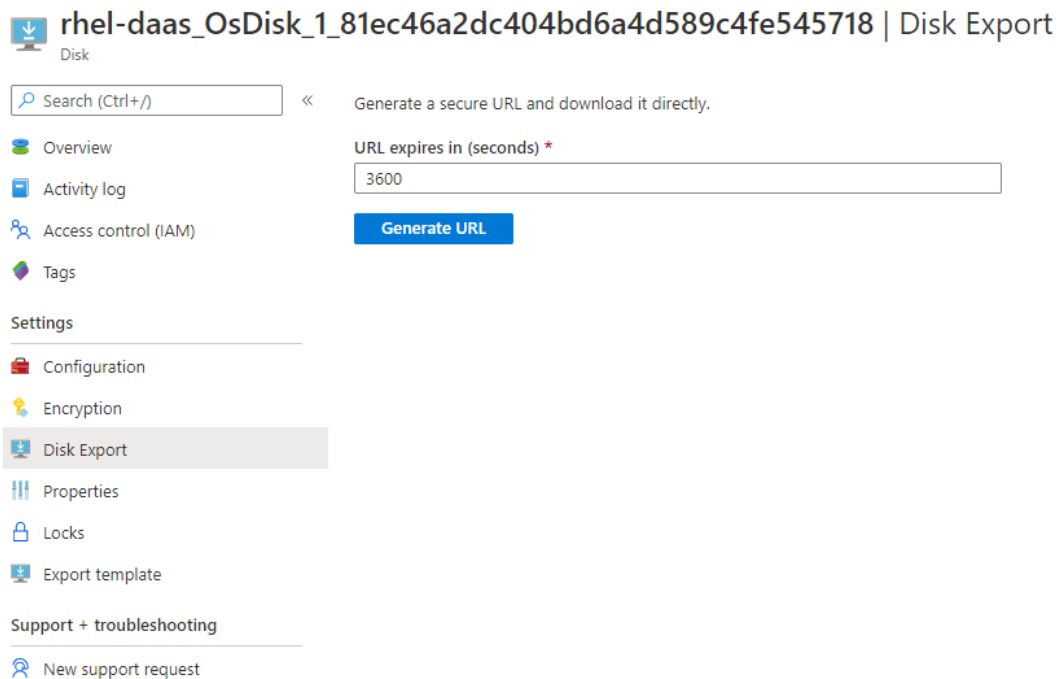 rhel-daas_OsDisk_1_81ec46a2dc404bd6a4d589c4fe545718 | Disk Export
Disk
Search (Ctrl+/)
«
Generate a secure URL and download it directly.
URL expires in (seconds) *
3600
Generate URL
Overview
Activity log
Access control (IAM)
Tags
Settings
Configuration
Encryption
Disk Export
Properties
Locks
Export template
Support + troubleshooting
New support request